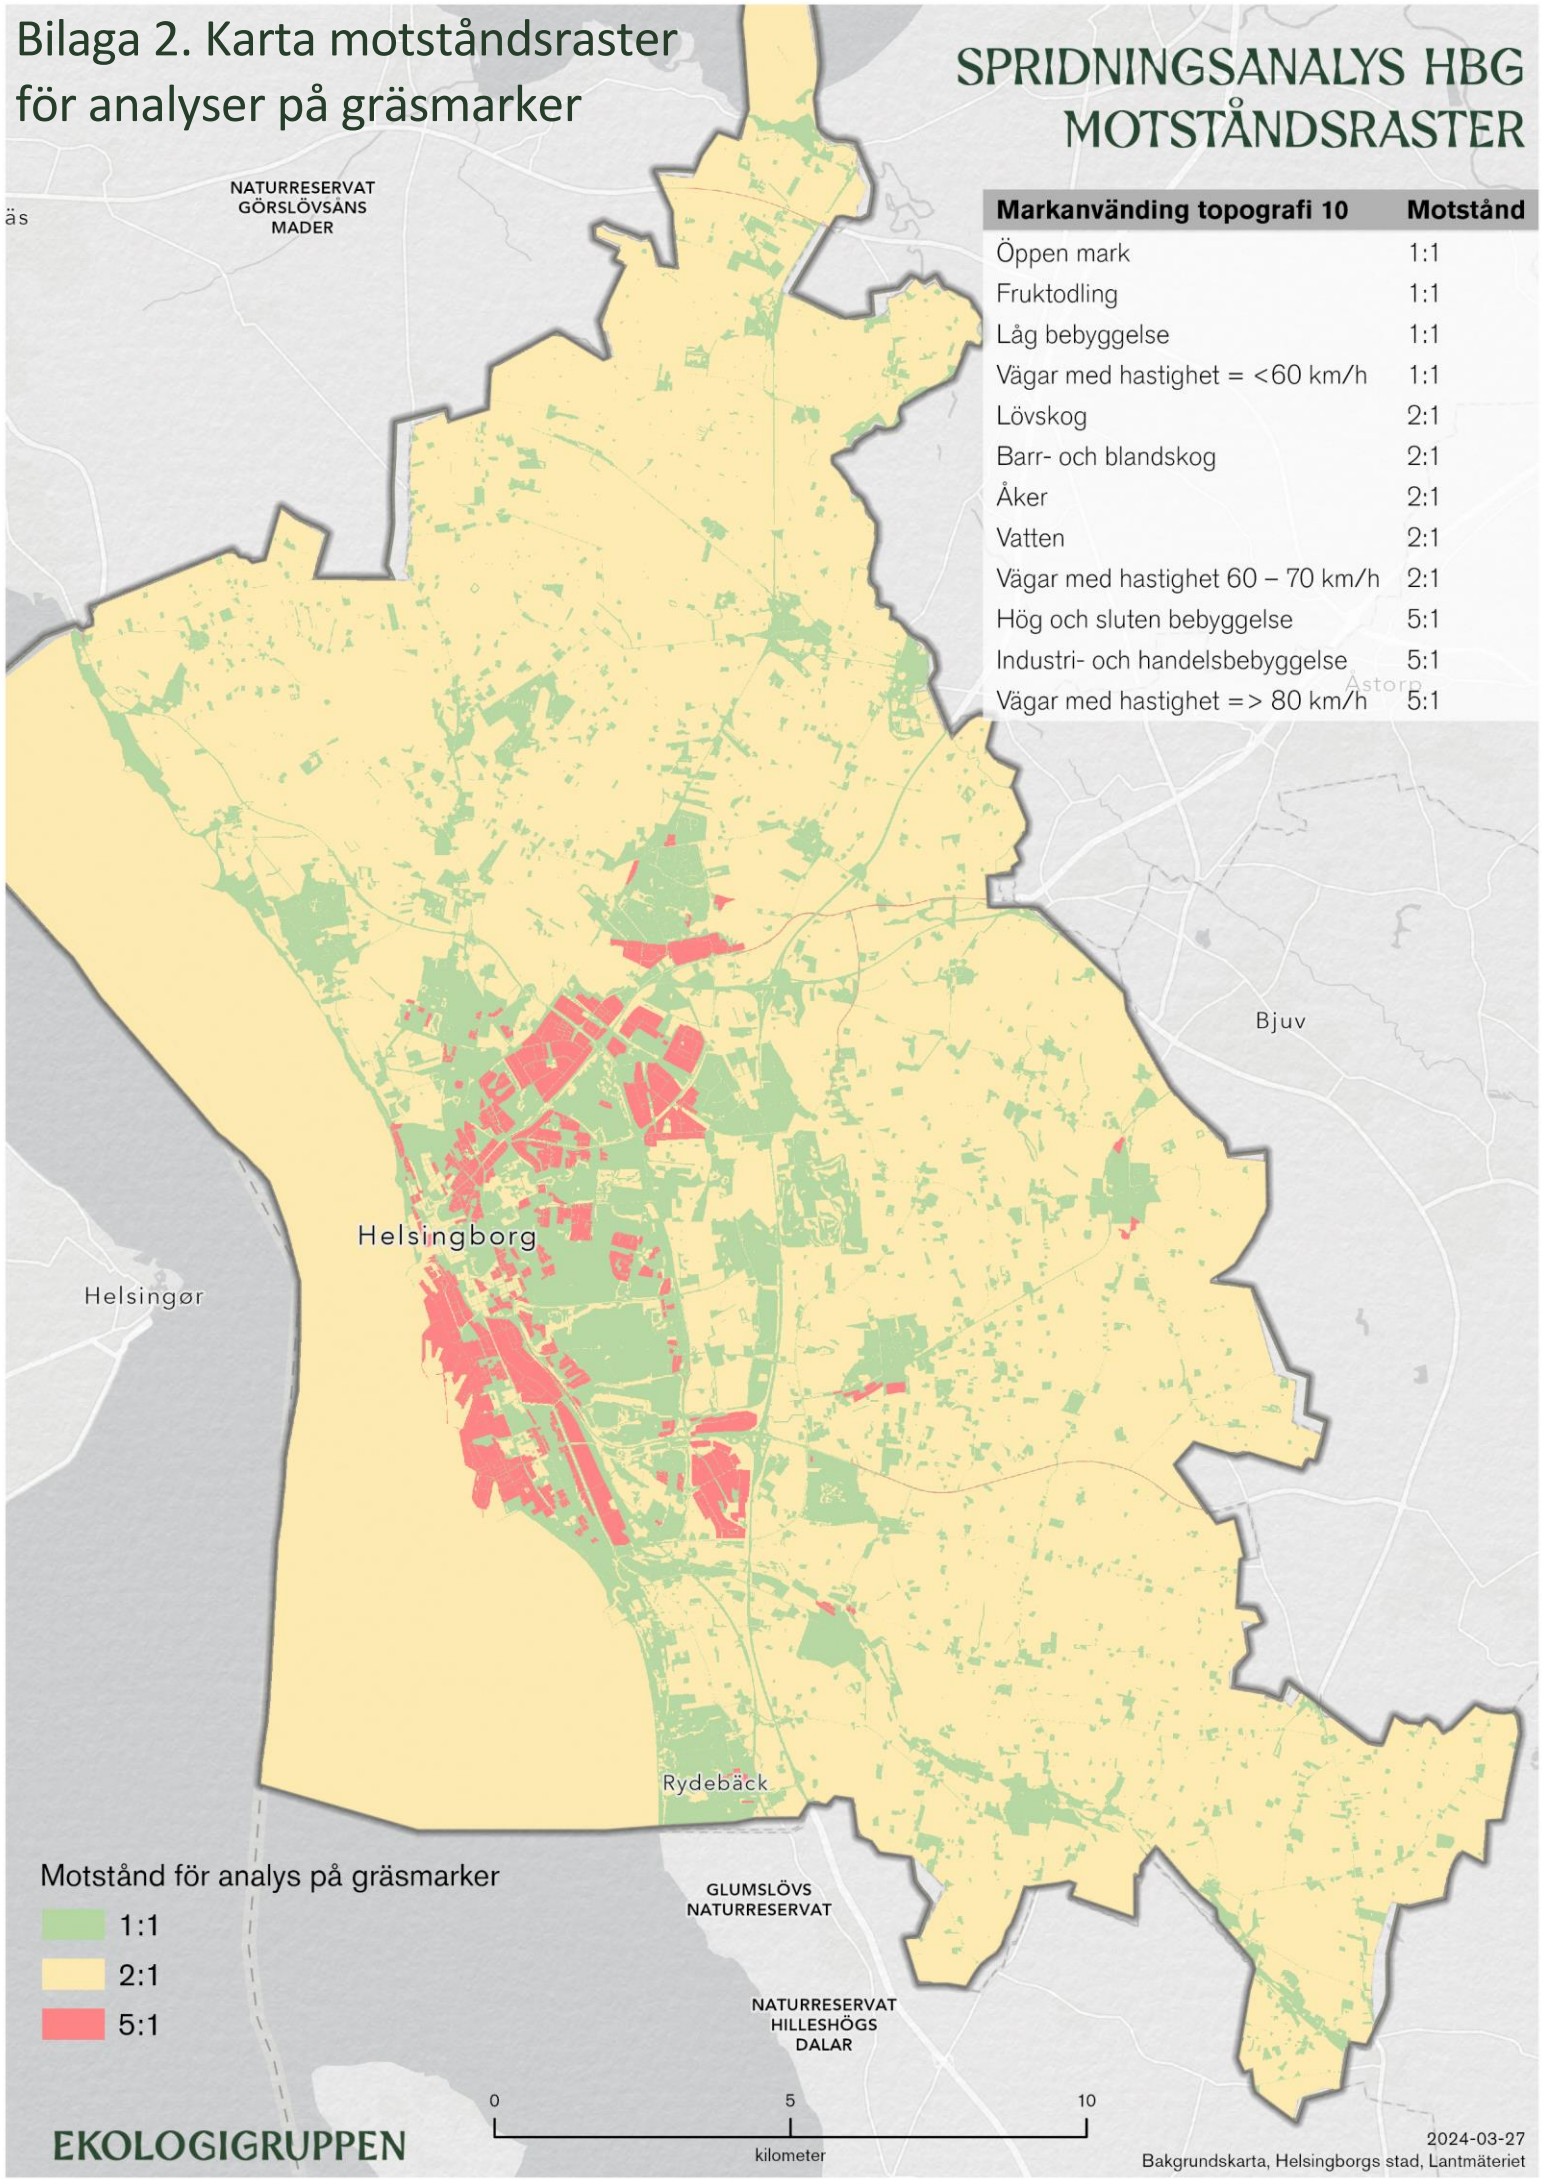 Bilaga 2. Karta motståndsraster
för analyser på gräsmarker
SPRIDNINGSANALYS HBG
MOTSTÅNDSRASTER
Markanvänding topografi 10 Motstånd
Öppen mark 1:1
Fruktodling 1:1
Låg bebyggelse 1:1
Vägar med hastighet = <60 km/h 1:1
Lövskog 2:1
Barr- och blandskog 2:1
Åker 2:1
Vatten 2:1
Vägar med hastighet 60 – 70 km/h 2:1
Hög och sluten bebyggelse 5:1
Industri- och handelsbebyggelse 5:1
Åstorp
Vägar med hastighet => 80 km/h 5:1
NATURRESERVAT
GÖRSLÖVSÅNS
MADER
äs
Bjuv
Helsingborg
Helsingør
Rydebäck
Motstånd för analys på gräsmarker
1:1
2:1
5:1
GLUMSLÖVS
NATURRESERVAT
NATURRESERVAT
HILLESHÖGS
DALAR
0 5 10
kilometer
EKOLOGIGRUPPEN
2024-03-27
Bakgrundskarta, Helsingborgs stad, Lantmäteriet